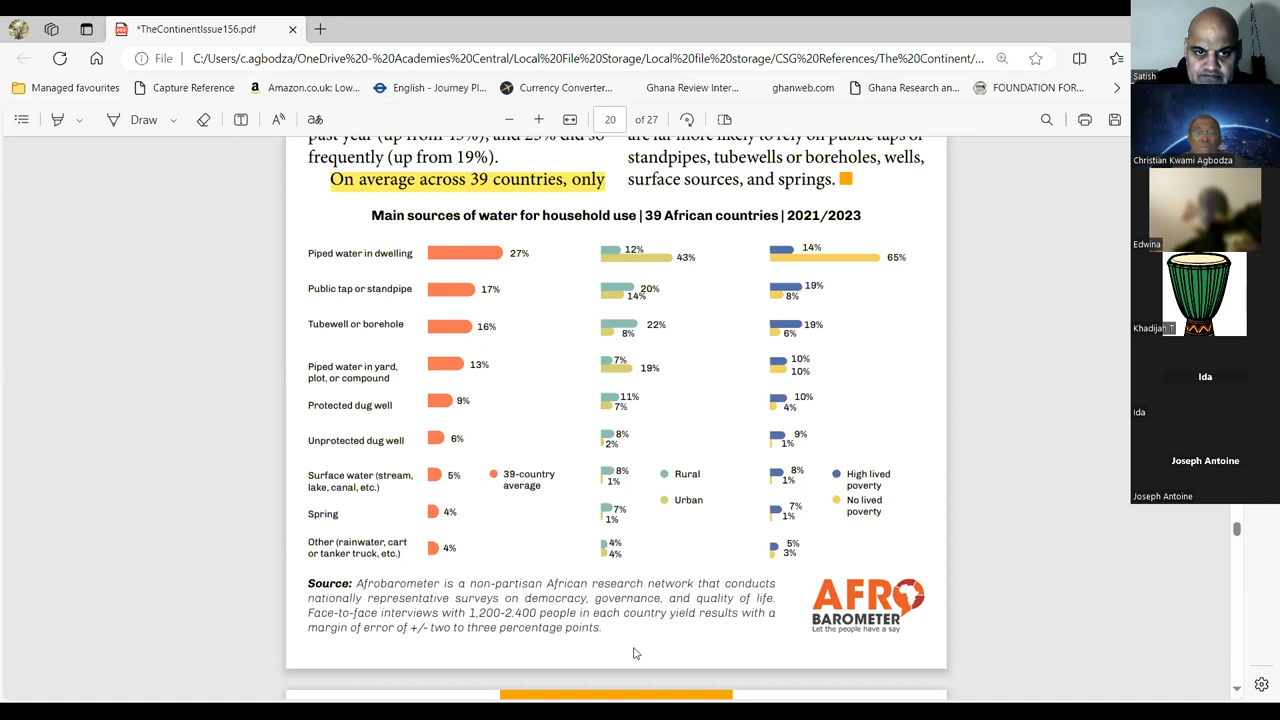 *TheContinentIssue156.pdf
File
C:/Users/c.agbodza/OneDrive%20-%20Academies%20Central/Local%20File%20Storage/Local%20file%20storage/CSG%20References/The%20Continent/...
Managed favourites
Capture Reference
Amazon.co.uk: Low...
English – Journey Pl...
Currency Converter...
Ghana Review Inter...
ghanaweb.com
Ghana Research an...
FOUNDATION FOR...
Draw
20 of 27
frequently (up from 19%).
On average across 39 countries, only
are far more likely to rely on public taps or
standpipes, tubewells or boreholes, wells,
surface sources, and springs.
Main sources of water for household use | 39 African countries | 2021/2023
Piped water in dwelling 27% 12% 43% 14% 65%
Public tap or standpipe 17% 20% 14% 19% 8%
Tubewell or borehole 16% 22% 8% 19% 6%
Piped water in yard,
plot, or compound 13% 7% 19% 10% 10%
Protected dug well 9% 11% 7% 10% 4%
Unprotected dug well 6% 8% 2% 9% 1%
Surface water (stream,
lake, canal, etc.) 5% 8% 1% 8% 1%
Spring 4% 7% 1% 7% 1%
Other (rainwater, cart
or tanker truck, etc.) 4% 4% 4% 5% 3%
39-country
average
Rural
Urban
High lived
poverty
No lived
poverty
Source: Afrobarometer is a non-partisan African research network that conducts
nationally representative surveys on democracy, governance, and quality of life.
Face-to-face interviews with 1,200-2,400 people in each country yield results with a
margin of error of +/- two to three percentage points.
AFRO
BAROMETER
Let the people have a say
Satish
Christian Kwami Agbodza
Edwina
Khadijah T
Ida
Ida
Joseph Antoine
Joseph Antoine